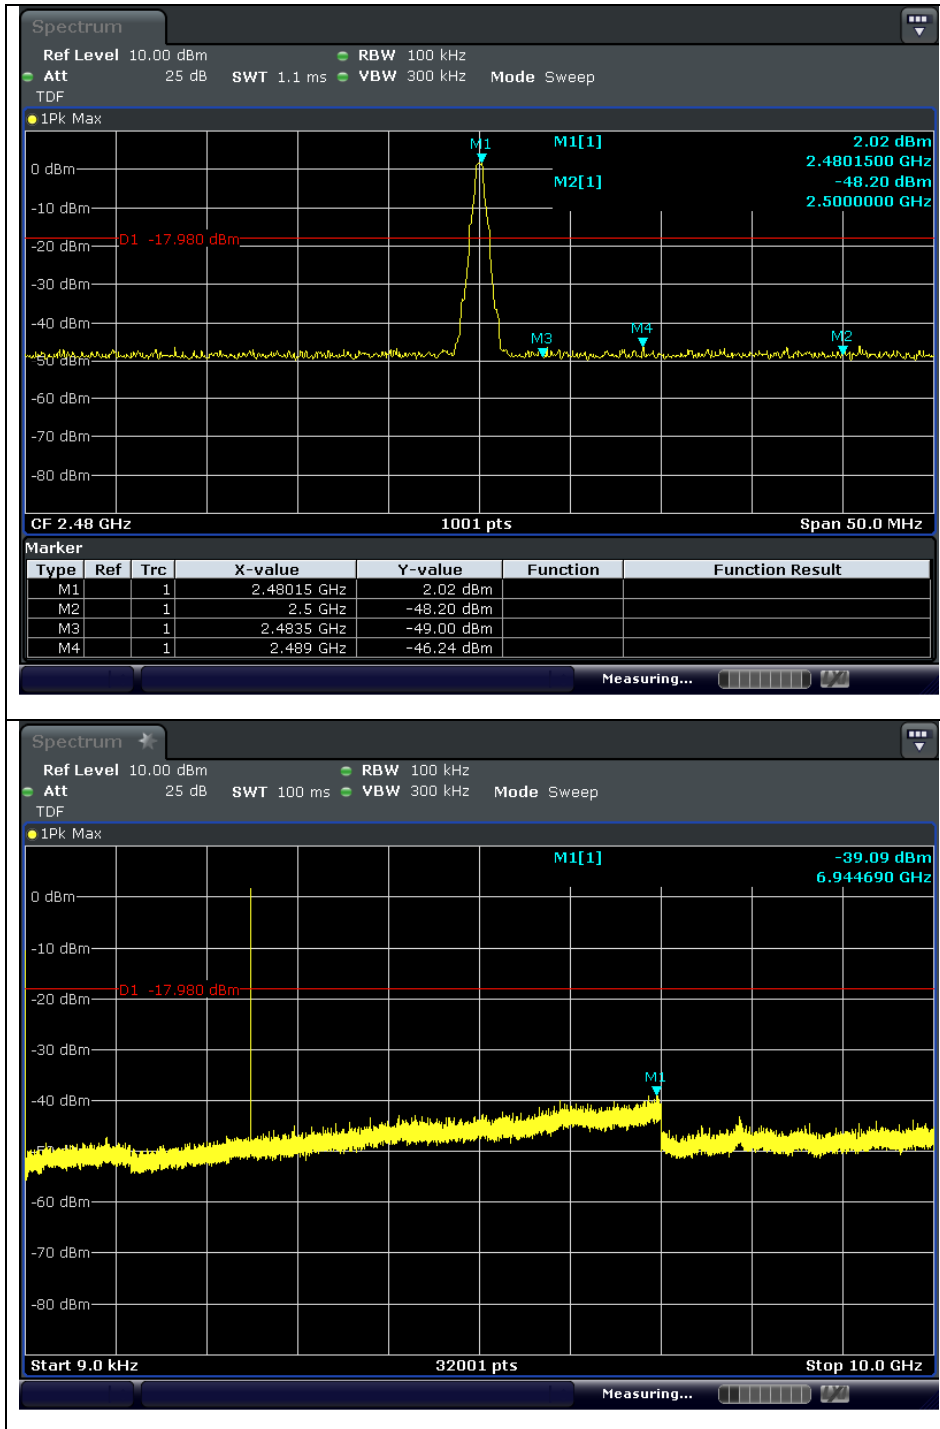 Spectrum
Ref Level 10.00 dBm RBW 100 kHz
Att 25 dB SWT 1.1 ms VBW 300 kHz Mode Sweep
TDF
1Pk Max
M1 M1[1] 2.02 dBm
2.4801500 GHz
0 dBm
M2[1] -48.20 dBm
2.5000000 GHz
-10 dBm
D1 -17.980 dBm
-20 dBm
-30 dBm
-40 dBm
M3 M4 M2
-50 dBm
-60 dBm
-70 dBm
-80 dBm
CF 2.48 GHz 1001 pts Span 50.0 MHz
Marker
Type Ref Trc X-value Y-value Function Function Result
M1 1 2.48015 GHz 2.02 dBm
M2 1 2.5 GHz -48.20 dBm
M3 1 2.4835 GHz -49.00 dBm
M4 1 2.489 GHz -46.24 dBm
Measuring...
Spectrum
Ref Level 10.00 dBm RBW 100 kHz
Att 25 dB SWT 100 ms VBW 300 kHz Mode Sweep
TDF
1Pk Max
M1[1] -39.09 dBm
6.944690 GHz
0 dBm
-10 dBm
D1 -17.980 dBm
-20 dBm
-30 dBm
M1
-40 dBm
-60 dBm
-70 dBm
-80 dBm
Start 9.0 kHz 32001 pts Stop 10.0 GHz
Measuring...